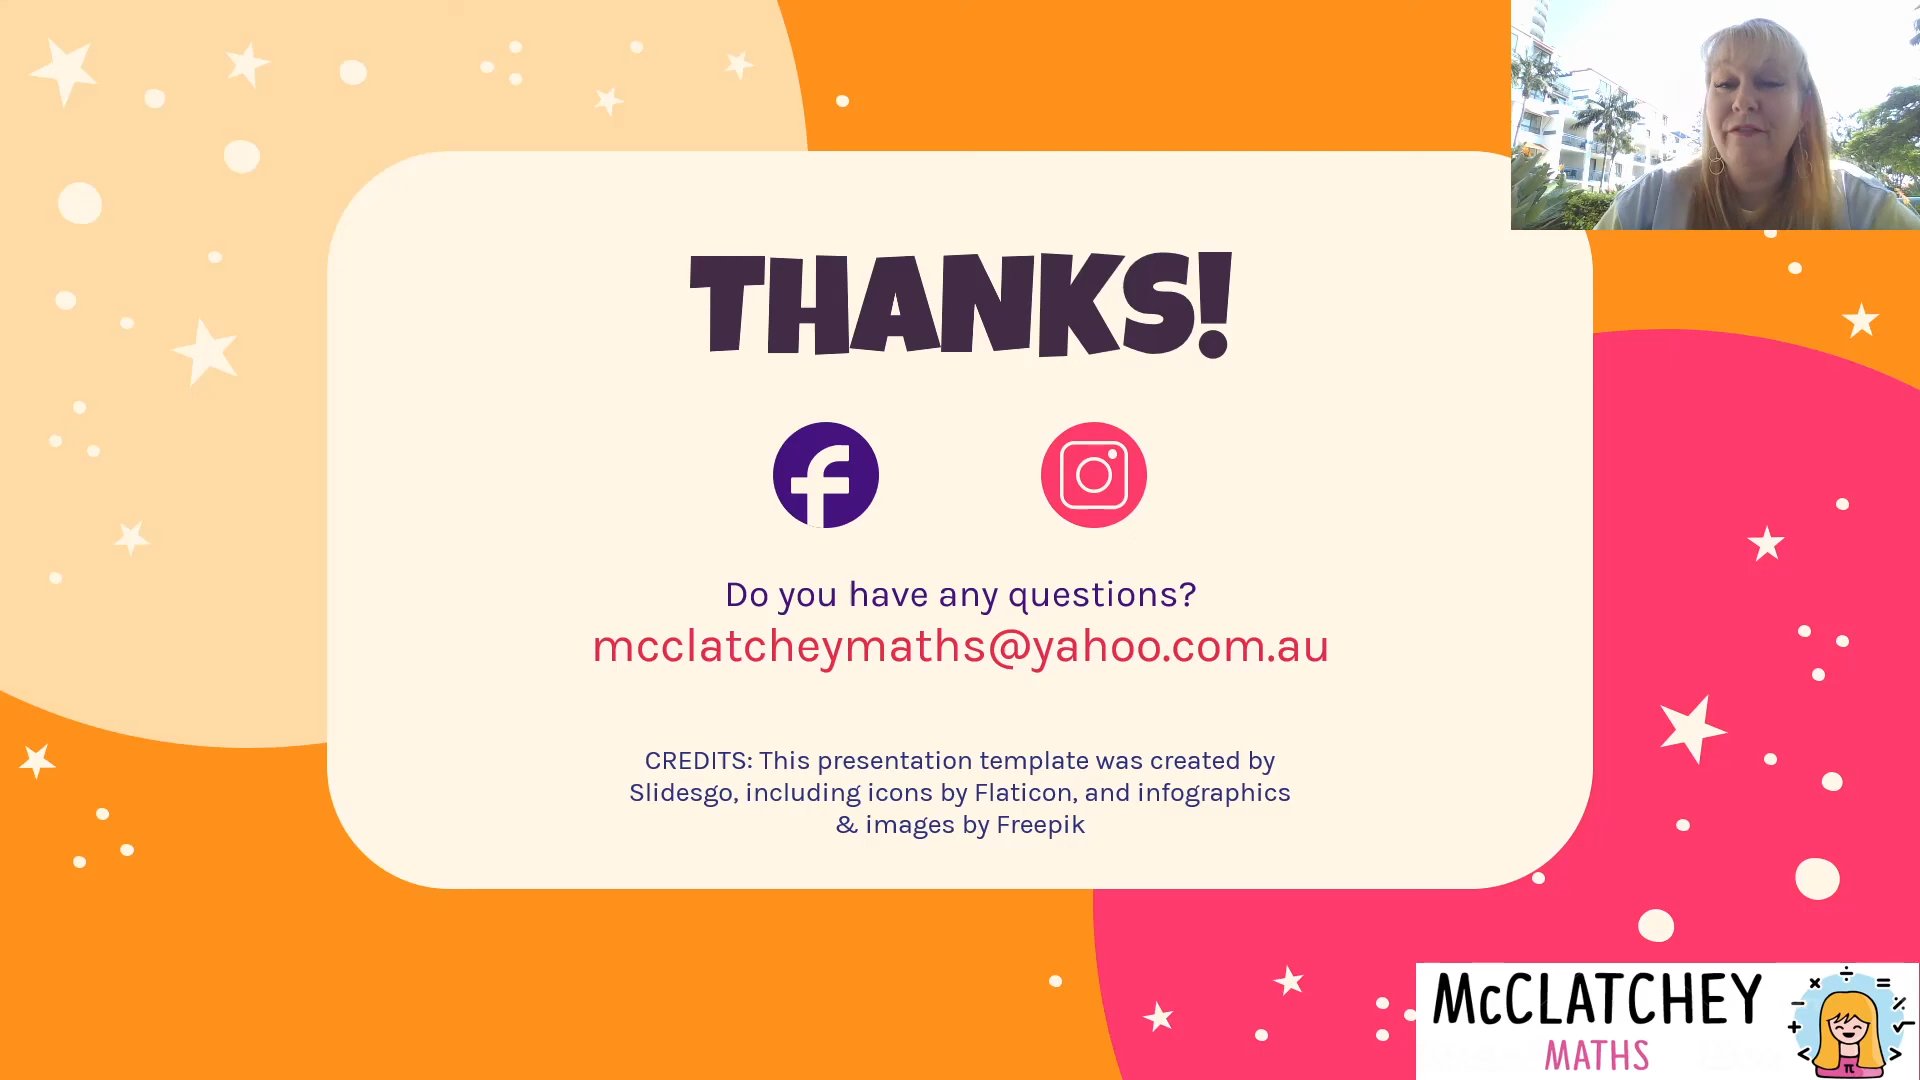 THANKS!
Do you have any questions?
mcclatcheymaths@yahoo.com.au
CREDITS: This presentation template was created by
Slidesgo, including icons by Flaticon, and infographics
& images by Freepik
McCLATCHEY
MATHS
π